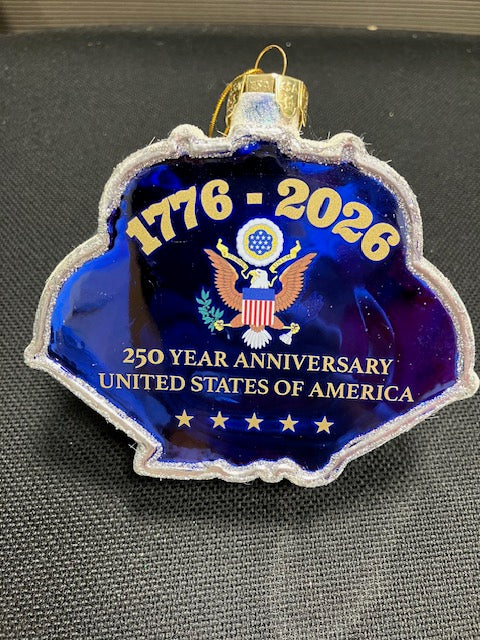 1776 - 2026
250 YEAR ANNIVERSARY
UNITED STATES OF AMERICA